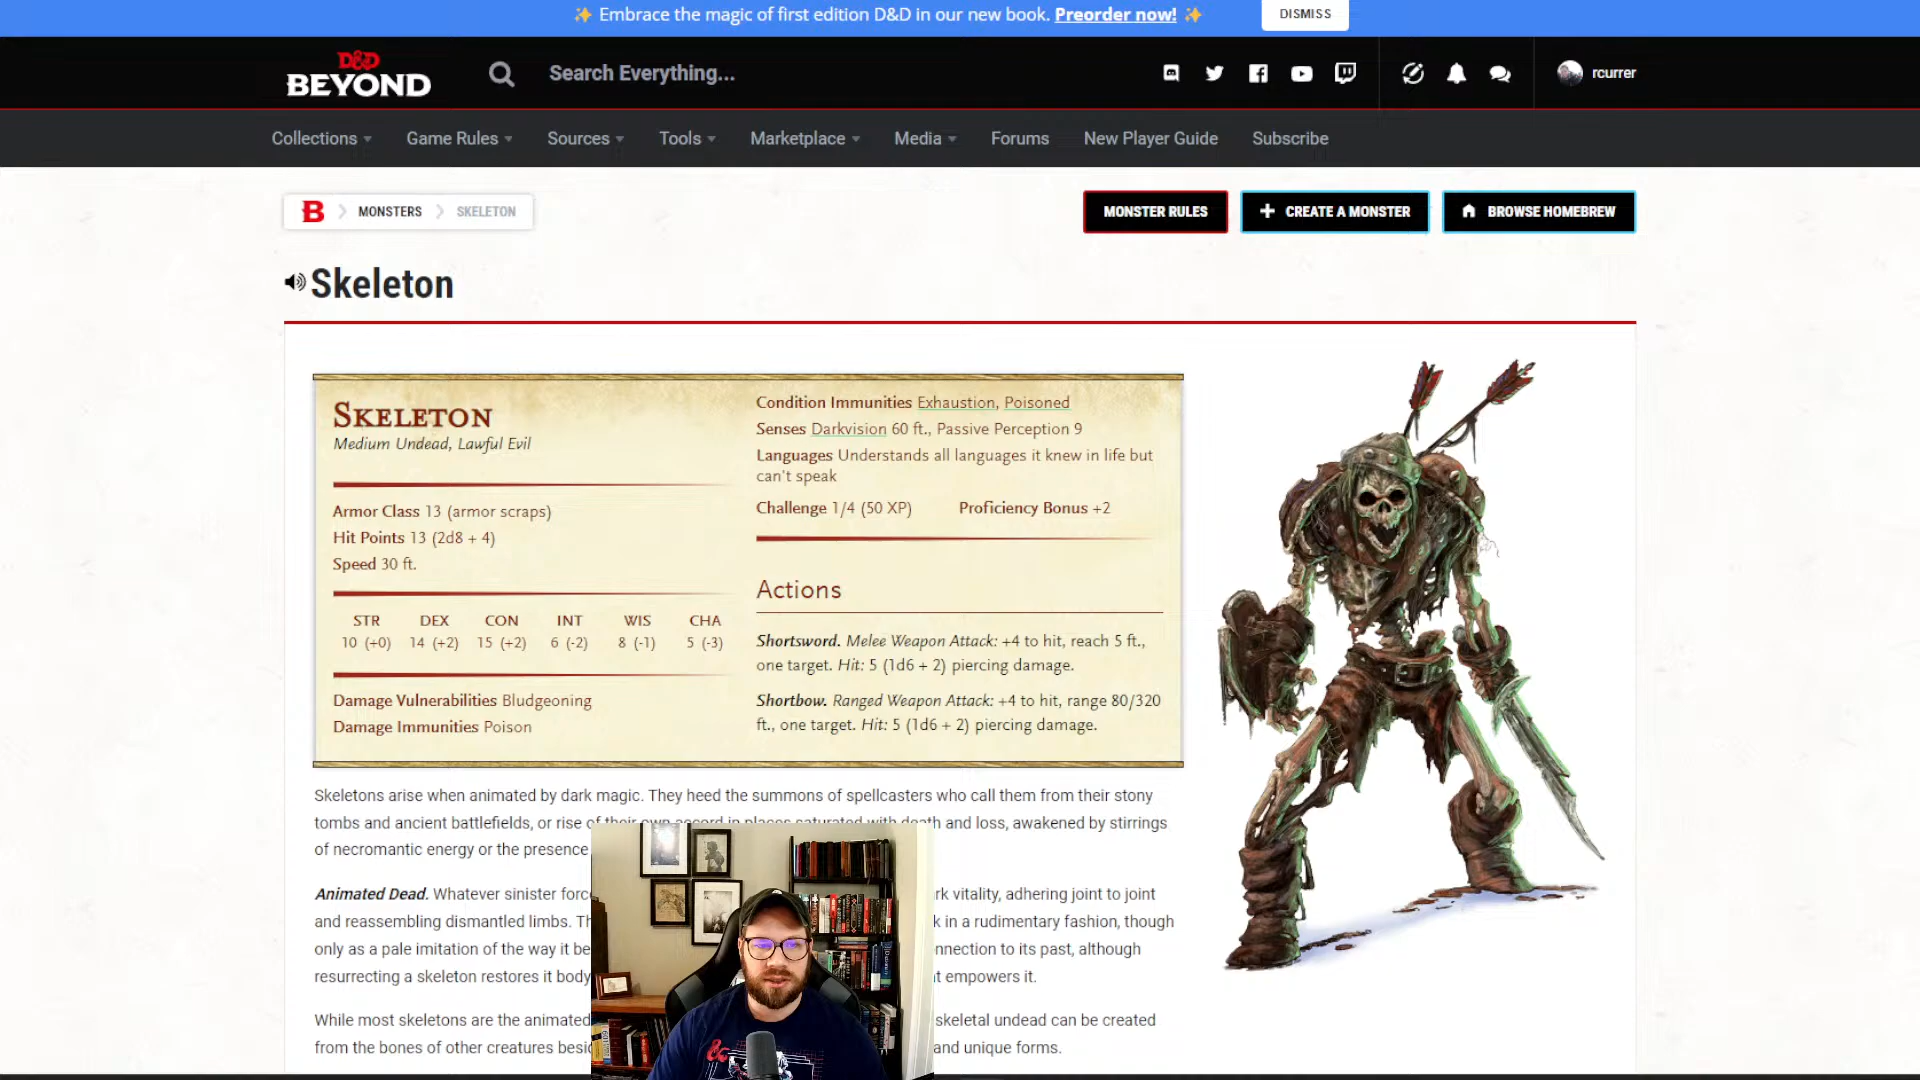 ✨ Embrace the magic of first edition D&D in our new book. Preorder now! ✨
DISMISS
D&D
BEYOND
Search Everything...
rcurrer
Collections
Game Rules
Sources
Tools
Marketplace
Media
Forums
New Player Guide
Subscribe
B
MONSTERS
SKELETON
MONSTER RULES
CREATE A MONSTER
BROWSE HOMEBREW
Skeleton
SKELETON
Medium Undead, Lawful Evil
Armor Class 13 (armor scraps)
Hit Points 13 (2d8 + 4)
Speed 30 ft.
STR DEX CON INT WIS CHA
10 (+0) 14 (+2) 15 (+2) 6 (-2) 8 (-1) 5 (-3)
Damage Vulnerabilities Bludgeoning
Damage Immunities Poison
Condition Immunities Exhaustion, Poisoned
Senses Darkvision 60 ft., Passive Perception 9
Languages Understands all languages it knew in life but
can't speak
Challenge 1/4 (50 XP) Proficiency Bonus +2
Actions
Shortsword. Melee Weapon Attack: +4 to hit, reach 5 ft.,
one target. Hit: 5 (1d6 + 2) piercing damage.
Shortbow. Ranged Weapon Attack: +4 to hit, range 80/320
ft., one target. Hit: 5 (1d6 + 2) piercing damage.
Skeletons arise when animated by dark magic. They heed the summons of spellcasters who call them from their stony
tombs and ancient battlefields, or rise of their own accord in places saturated with death and loss, awakened by stirrings
of necromantic energy or the presence
Animated Dead. Whatever sinister vitality, adhering joint to joint
and reassembling dismantled limbs. in a rudimentary fashion, though
only as a pale imitation of the way it to its past, although
resurrecting a skeleton restores it body empowers it.
While most skeletons are the animated skeletal undead can be created
from the bones of other creatures and unique forms.